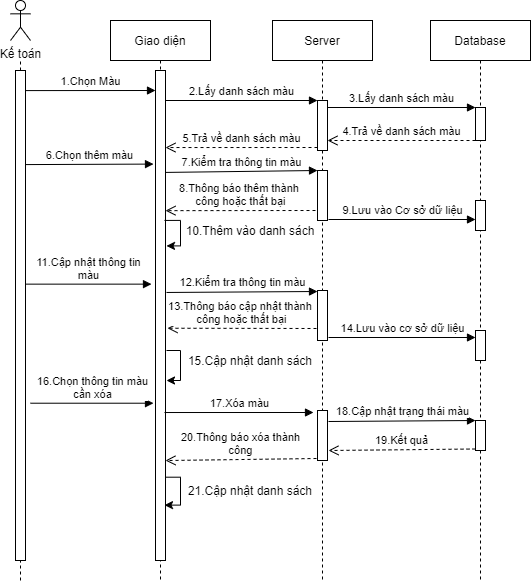 Giao diện
Server
Database
Kế toán
1.Chọn Màu
2.Lấy danh sách màu
3.Lấy danh sách màu
4.Trả về danh sách màu
5.Trả về danh sách màu
6.Chọn thêm màu
7.Kiểm tra thông tin màu
8.Thông báo thêm thành
công hoặc thất bại
9.Lưu vào Cơ sở dữ liệu
10.Thêm vào danh sách
11.Cập nhật thông tin
màu
12.Kiểm tra thông tin màu
13.Thông báo cập nhật thành
công hoặc thất bại
14.Lưu vào cơ sở dữ liệu
15.Cập nhật danh sách
16.Chọn thông tin màu
cần xóa
17.Xóa màu
18.Cập nhật trạng thái màu
19.Kết quả
20.Thông báo xóa thành
công
21.Cập nhật danh sách